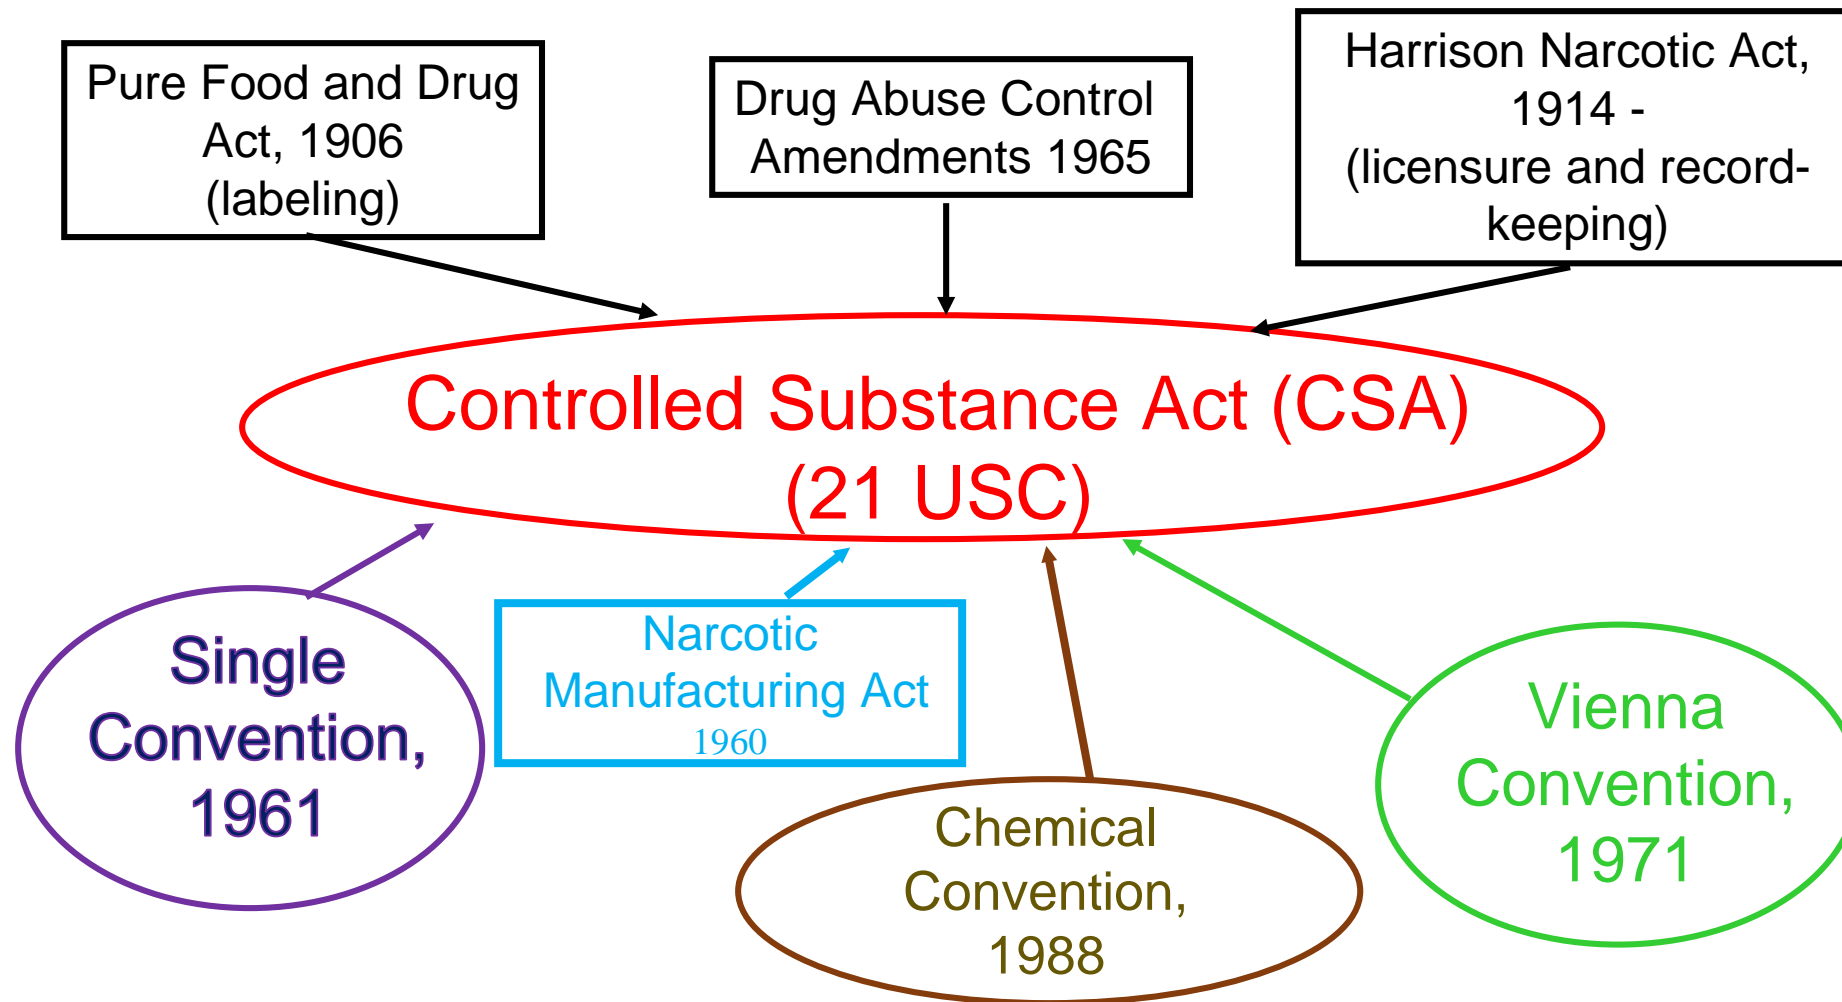 Pure Food and Drug
Act, 1906
(labeling)
Drug Abuse Control
Amendments 1965
Harrison Narcotic Act,
1914 -
(licensure and record-
keeping)
Controlled Substance Act (CSA)
(21 USC)
Single
Convention,
1961
Narcotic
Manufacturing Act
1960
Chemical
Convention,
1988
Vienna
Convention,
1971